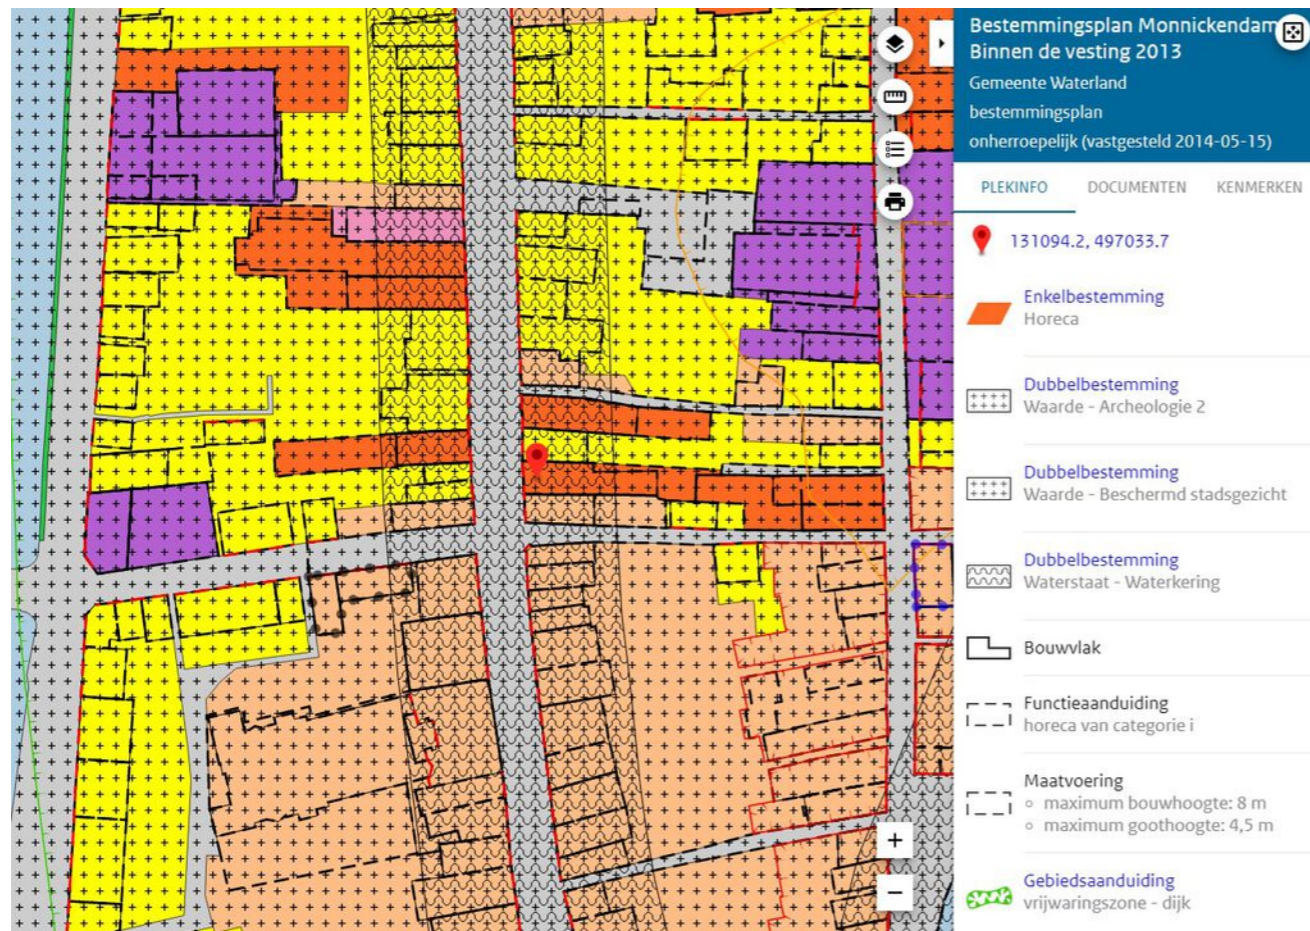 Bestemmingsplan Monnickendam
Binnen de vesting 2013
Gemeente Waterland
bestemmingsplan
onherroepelijk (vastgesteld 2014-05-15)
PLEKINFO DOCUMENTEN KENMERKEN
131094.2, 497033.7
Enkelbestemming
Horeca
Dubbelbestemming
Waarde - Archeologie 2
Dubbelbestemming
Waarde - Beschermd stadsgezicht
Dubbelbestemming
Waterstaat - Waterkering
Bouwvlak
Functieaanduiding
horeca van categorie i
Maatvoering
maximum bouwhoogte: 8 m
maximum goothoogte: 4,5 m
Gebiedsaanduiding
vrijwaringszone - dijk